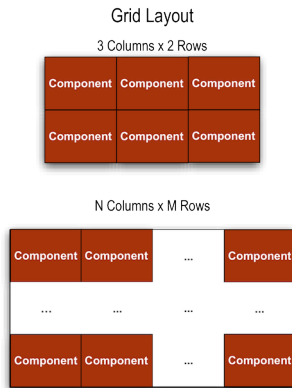 Grid Layout
3 Columns x 2 Rows
Component Component Component
Component Component Component
N Columns x M Rows
Component Component ... Component
... ... ... ...
Component Component ... Component